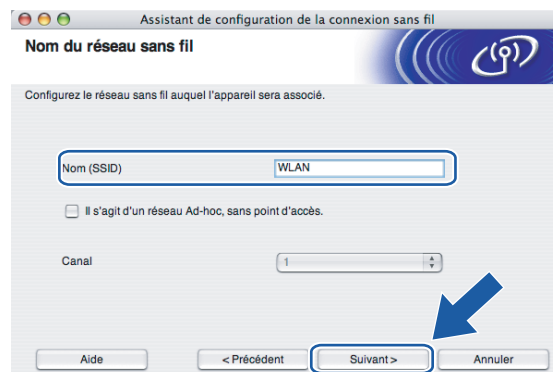 Assistant de configuration de la connexion sans fil
Nom du réseau sans fil
Configurez le réseau sans fil auquel l'appareil sera associé.
Nom (SSID) WLAN
Il s'agit d'un réseau Ad-hoc, sans point d'accès.
Canal 1
Aide < Précédent Suivant > Annuler